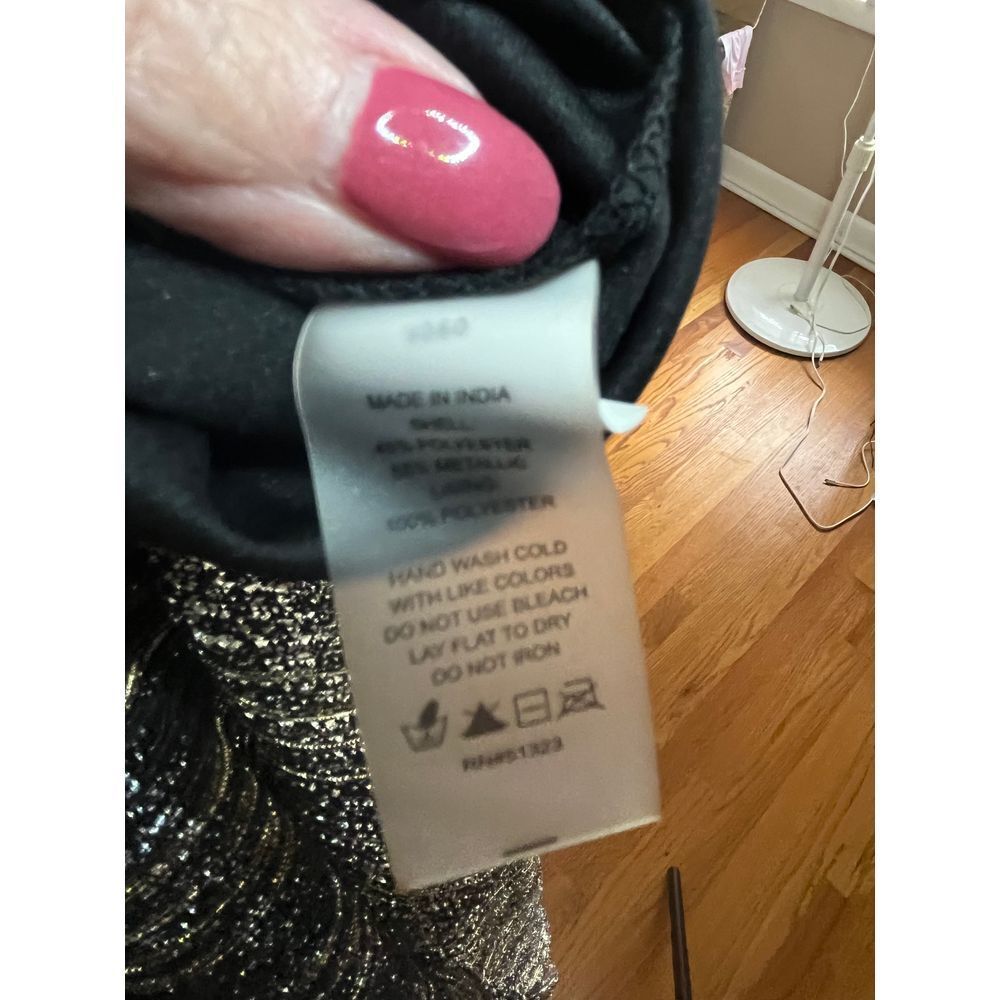 MADE IN INDIA
SHELL:
45% POLYESTER
55% METALLIC
LINING:
100% POLYESTER
HAND WASH COLD
WITH LIKE COLORS
DO NOT USE BLEACH
LAY FLAT TO DRY
DO NOT IRON
RN#51323